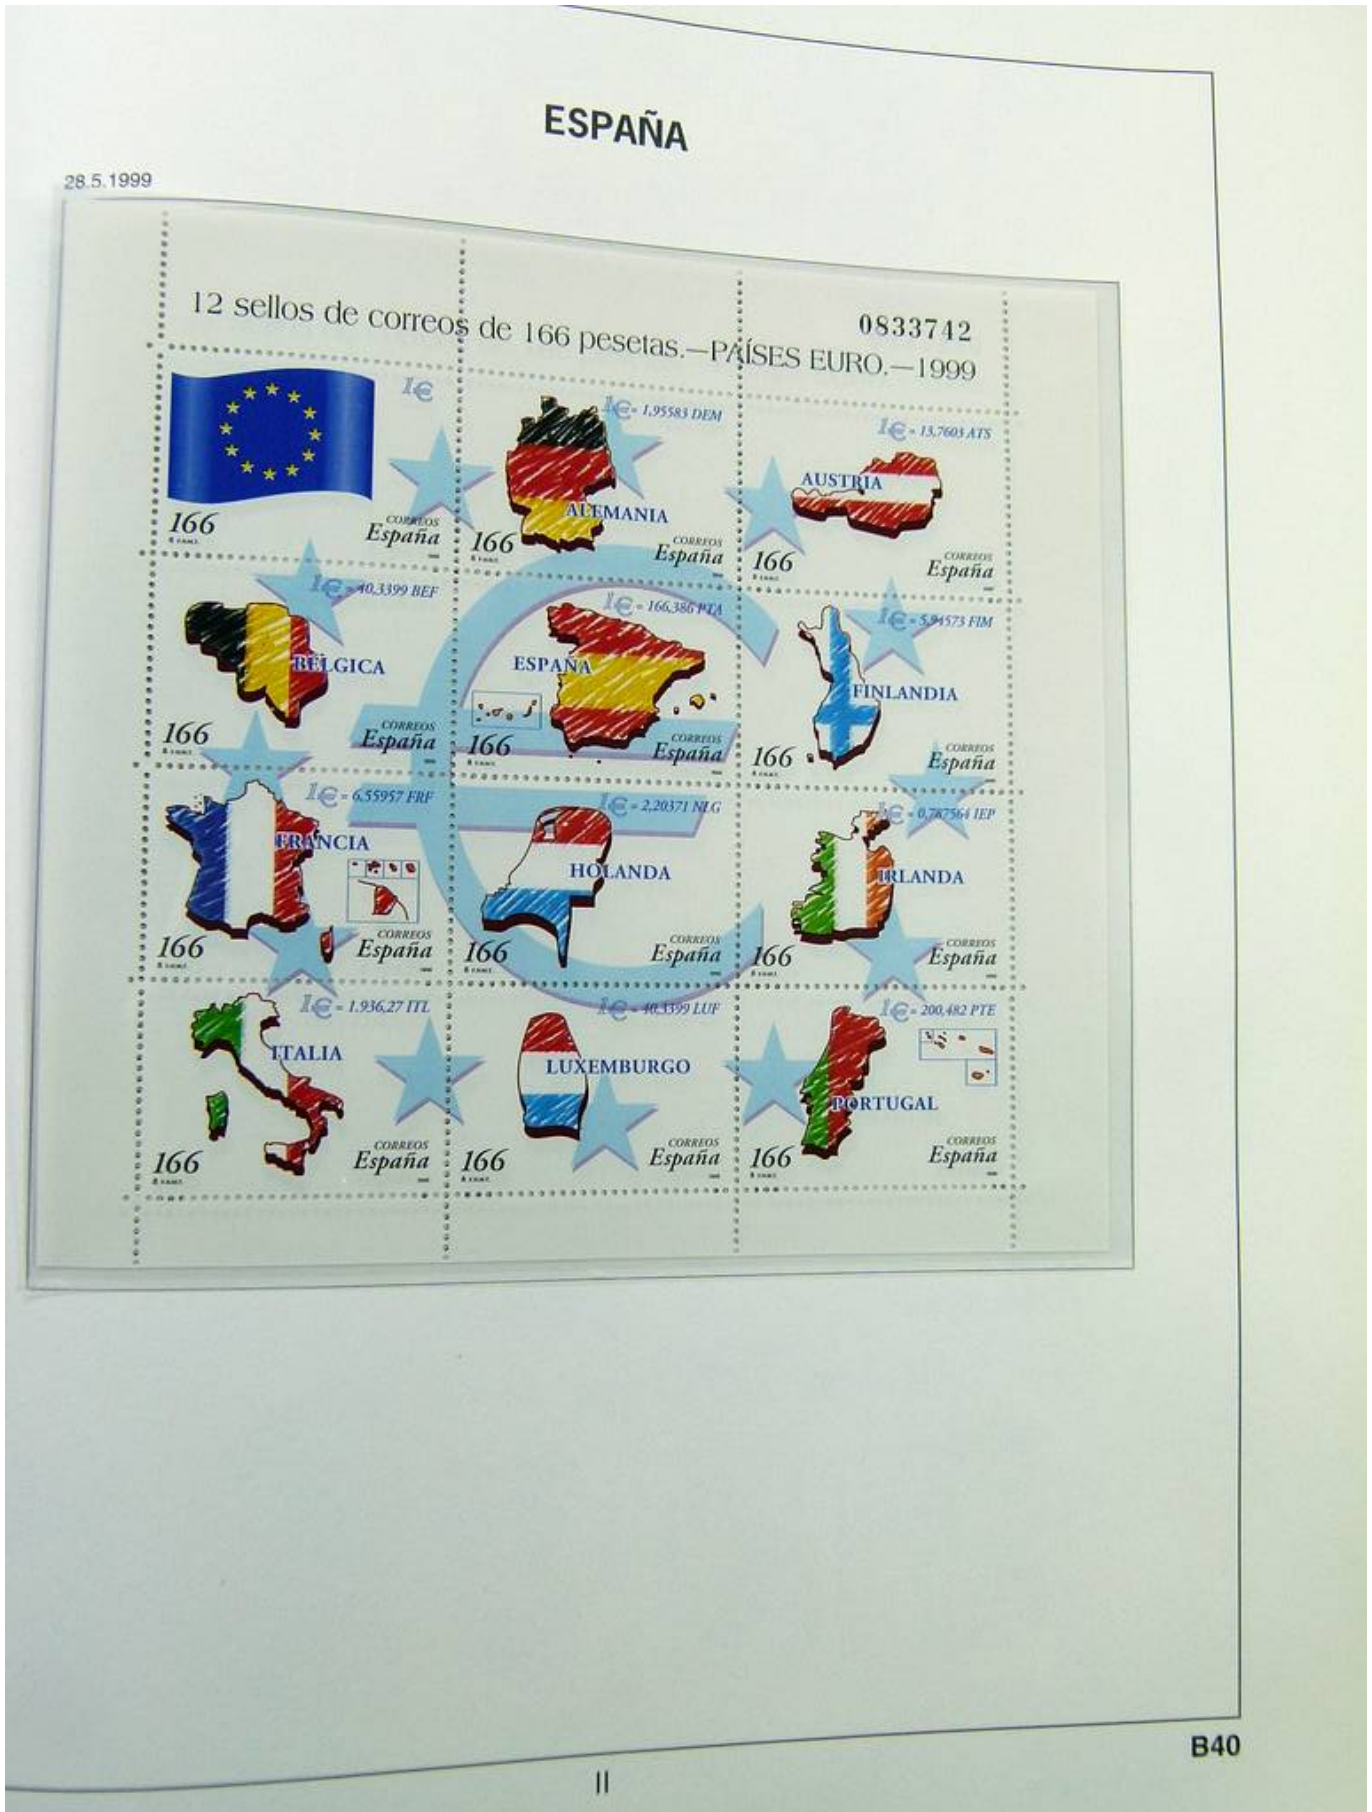 ESPAÑA
28.5.1999
12 sellos de correos de 166 pesetas.—PAÍSES EURO.—1999
0833742
1€
166
CORREOS
España
1€ = 1,95583 DEM
ALEMANIA
166
CORREOS
España
1€ = 13,7603 ATS
AUSTRIA
166
CORREOS
España
1€ = 40,3399 BEF
BÉLGICA
166
CORREOS
España
1€ = 166,386 PTA
ESPAÑA
166
CORREOS
España
1€ = 5,94573 FIM
FINLANDIA
166
CORREOS
España
1€ = 6,55957 FRF
FRANCIA
166
CORREOS
España
1€ = 2,20371 NLG
HOLANDA
166
CORREOS
España
1€ = 0,787564 IEP
IRLANDA
166
CORREOS
España
1€ = 1.936,27 ITL
ITALIA
166
CORREOS
España
1€ = 40,3399 LUF
LUXEMBURGO
166
CORREOS
España
1€ = 200,482 PTE
PORTUGAL
166
CORREOS
España
B40
II